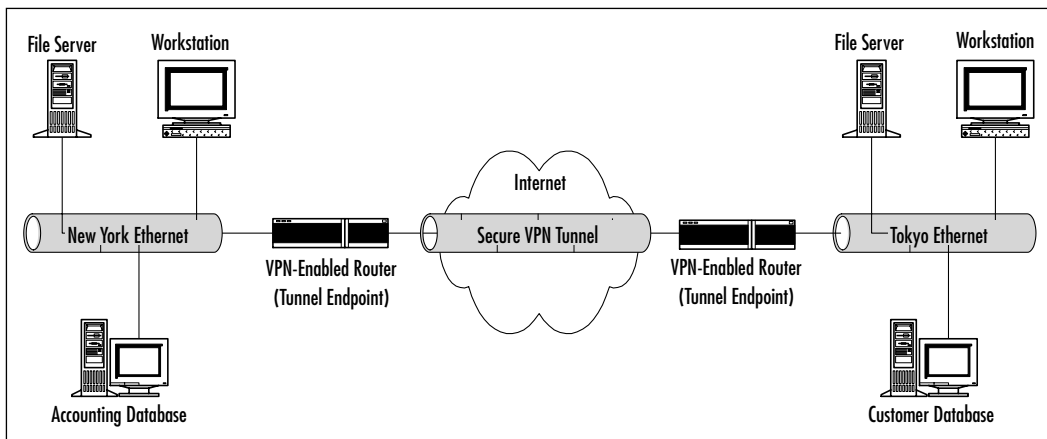 File Server
Workstation
File Server
Workstation
Internet
New York Ethernet
Secure VPN Tunnel
Tokyo Ethernet
VPN-Enabled Router
(Tunnel Endpoint)
VPN-Enabled Router
(Tunnel Endpoint)
Accounting Database
Customer Database